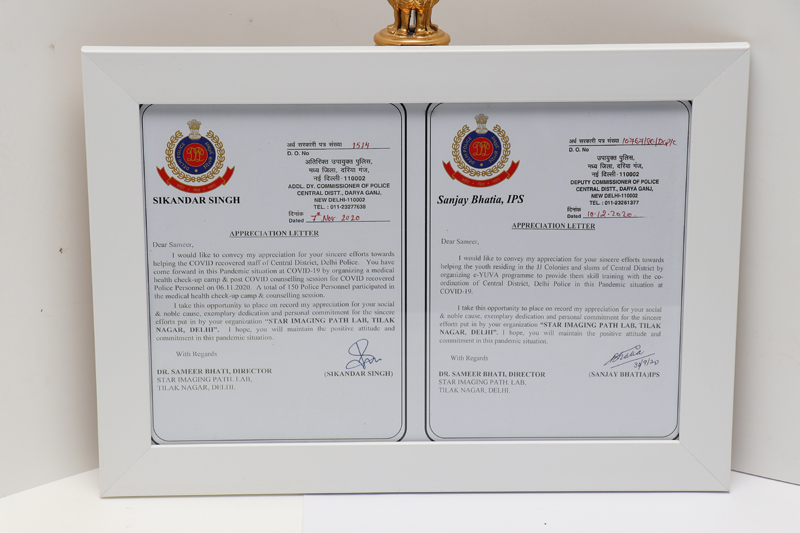 अर्ध सरकारी पत्र संख्या 1514
D. O. No
अतिरिक्त उपायुक्त पुलिस,
मध्य जिला, दरिया गंज,
नई दिल्ली-110002
ADDL. DY. COMMISSIONER OF POLICE
CENTRAL DISTT., DARYA GANJ,
NEW DELHI-110002
TEL. : 011-23277638
SIKANDAR SINGH
दिनांक
Dated 7th Nov 2020
APPRECIATION LETTER
Dear Sameer,
I would like to convey my appreciation for your sincere efforts towards
helping the COVID recovered staff of Central District, Delhi Police. You have
come forward in this Pandemic situation at COVID-19 by organizing a medical
health check-up camp & post COVID counselling session for COVID recovered
Police Personnel on 06.11.2020. A total of 150 Police Personnel participated in
the medical health check-up camp & counselling session.
I take this opportunity to place on record my appreciation for your social
& noble cause, exemplary dedication and personal commitment for the sincere
efforts put in by your organization "STAR IMAGING PATH LAB, TILAK
NAGAR, DELHI". I hope, you will maintain the positive attitude and
commitment in this pandemic situation.
With Regards
(SIKANDAR SINGH)
DR. SAMEER BHATI, DIRECTOR
STAR IMAGING PATH. LAB,
TILAK NAGAR, DELHI.
अर्ध सरकारी पत्र संख्या
D. O. No
उपायुक्त पुलिस,
मध्य जिला, दरिया गंज,
नई दिल्ली-110002
DEPUTY COMMISSIONER OF POLICE
CENTRAL DISTT., DARYA GANJ,
NEW DELHI-110002
TEL. : 011-23261377
Sanjay Bhatia, IPS
दिनांक
Dated 10.12.2020
APPRECIATION LETTER
Dear Sameer,
I would like to convey my appreciation for your sincere efforts towards
helping the youth residing in the JJ Colonies and slums of Central District by
organizing e-YUVA programme to provide them skill training with the co-
ordination of Central District, Delhi Police in this Pandemic situation at
COVID-19.
I take this opportunity to place on record my appreciation for your social
& noble cause, exemplary dedication and personal commitment for the sincere
efforts put in by your organization "STAR IMAGING PATH LAB, TILAK
NAGAR, DELHI". I hope, you will maintain the positive attitude and
commitment in this pandemic situation.
With Regards
Bhatia
(SANJAY BHATIA)IPS
DR. SAMEER BHATI, DIRECTOR
STAR IMAGING PATH. LAB,
TILAK NAGAR, DELHI.